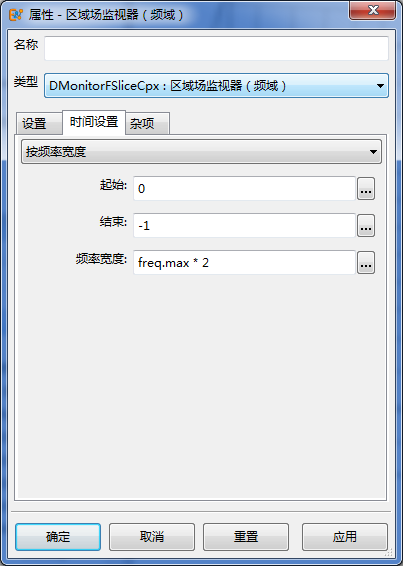 属性 - 区域场监视器（频域）
名称
类型 DMonitorFSliceCpx : 区域场监视器（频域）
设置 时间设置 杂项
按频率宽度
起始: 0 ...
结束: -1 ...
频率宽度: freq.max * 2 ...
确定 取消 重置 应用